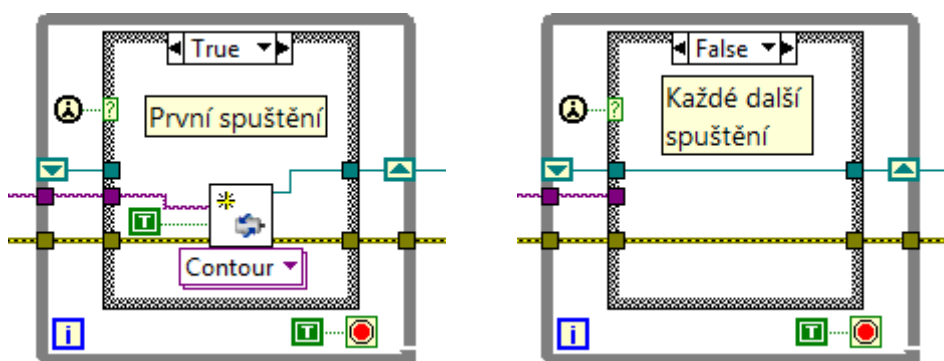 True
?
První spuštění
T
Contour
i
T
False
?
Každé další
spuštění
i
T